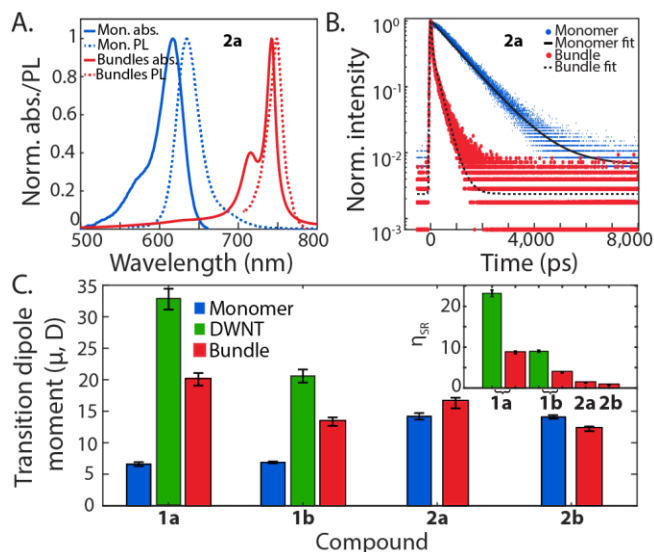 A.
2a
Mon. abs.
Mon. PL
Bundles abs.
Bundles PL
Norm. abs./PL
1
0.8
0.6
0.4
0.2
0
500 600 700 800
Wavelength (nm)
B.
2a
Monomer
Monomer fit
Bundle
Bundle fit
Norm. intensity
10^0
10^-1
10^-2
10^-3
0 4,000 8,000
Time (ps)
C.
Monomer
DWNT
Bundle
Transition dipole
moment (μ, D)
35
30
25
20
15
10
5
0
1a 1b 2a 2b
Compound
ηSR
20
10
0
1a 1b 2a 2b